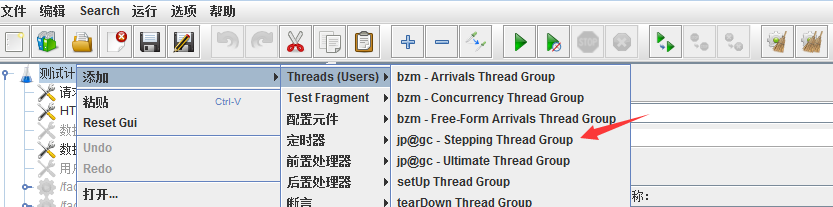 文件 编辑 Search 运行 选项 帮助
测试计
请求
HT
数据
数据
用户
/fac
/fac
添加
粘贴 Ctrl-V
Reset Gui
Undo
Redo
打开...
Threads (Users)
Test Fragment
配置元件
定时器
前置处理器
后置处理器
断言
bzm - Arrivals Thread Group
bzm - Concurrency Thread Group
bzm - Free-Form Arrivals Thread Group
jp@gc - Stepping Thread Group
jp@gc - Ultimate Thread Group
setUp Thread Group
tearDown Thread Group
称: